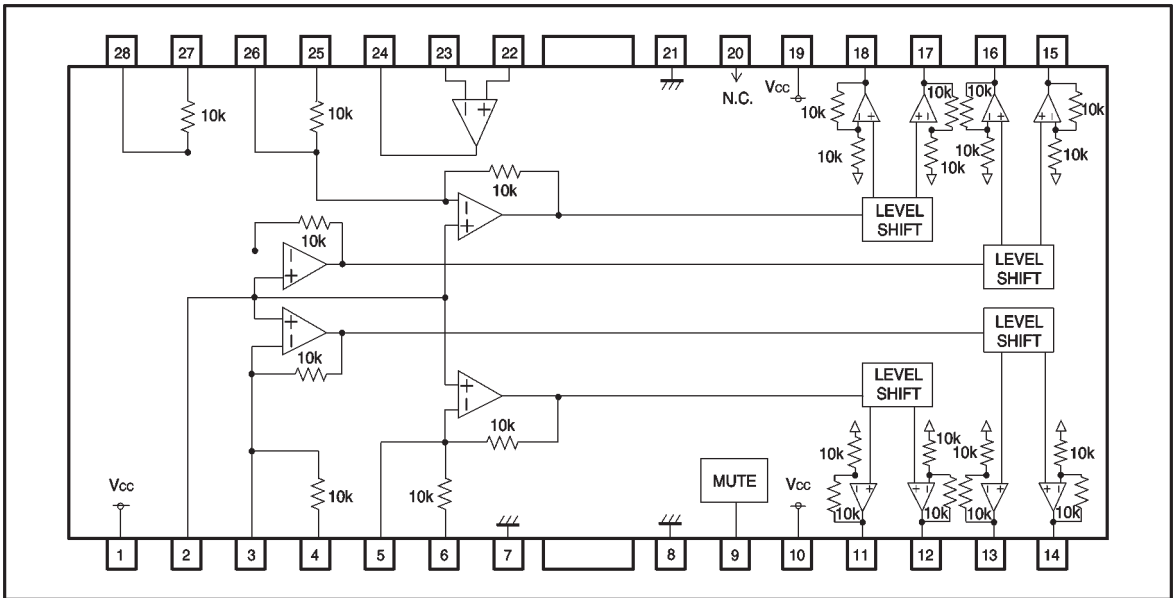 28 27 26 25 24 23 22 21 20 19 18 17 16 15
N.C.
Vcc
10k 10k 10k 10k
10k 10k
− +
+ − + − + − + −
10k 10k 10k 10k
10k
−
+
LEVEL
SHIFT
10k
−
+
LEVEL
SHIFT
+
−
LEVEL
SHIFT
10k
+
−
LEVEL
SHIFT
10k
10k 10k 10k 10k
Vcc
10k
10k
MUTE
Vcc
− + + − − + + −
10k 10k 10k 10k
1 2 3 4 5 6 7 8 9 10 11 12 13 14